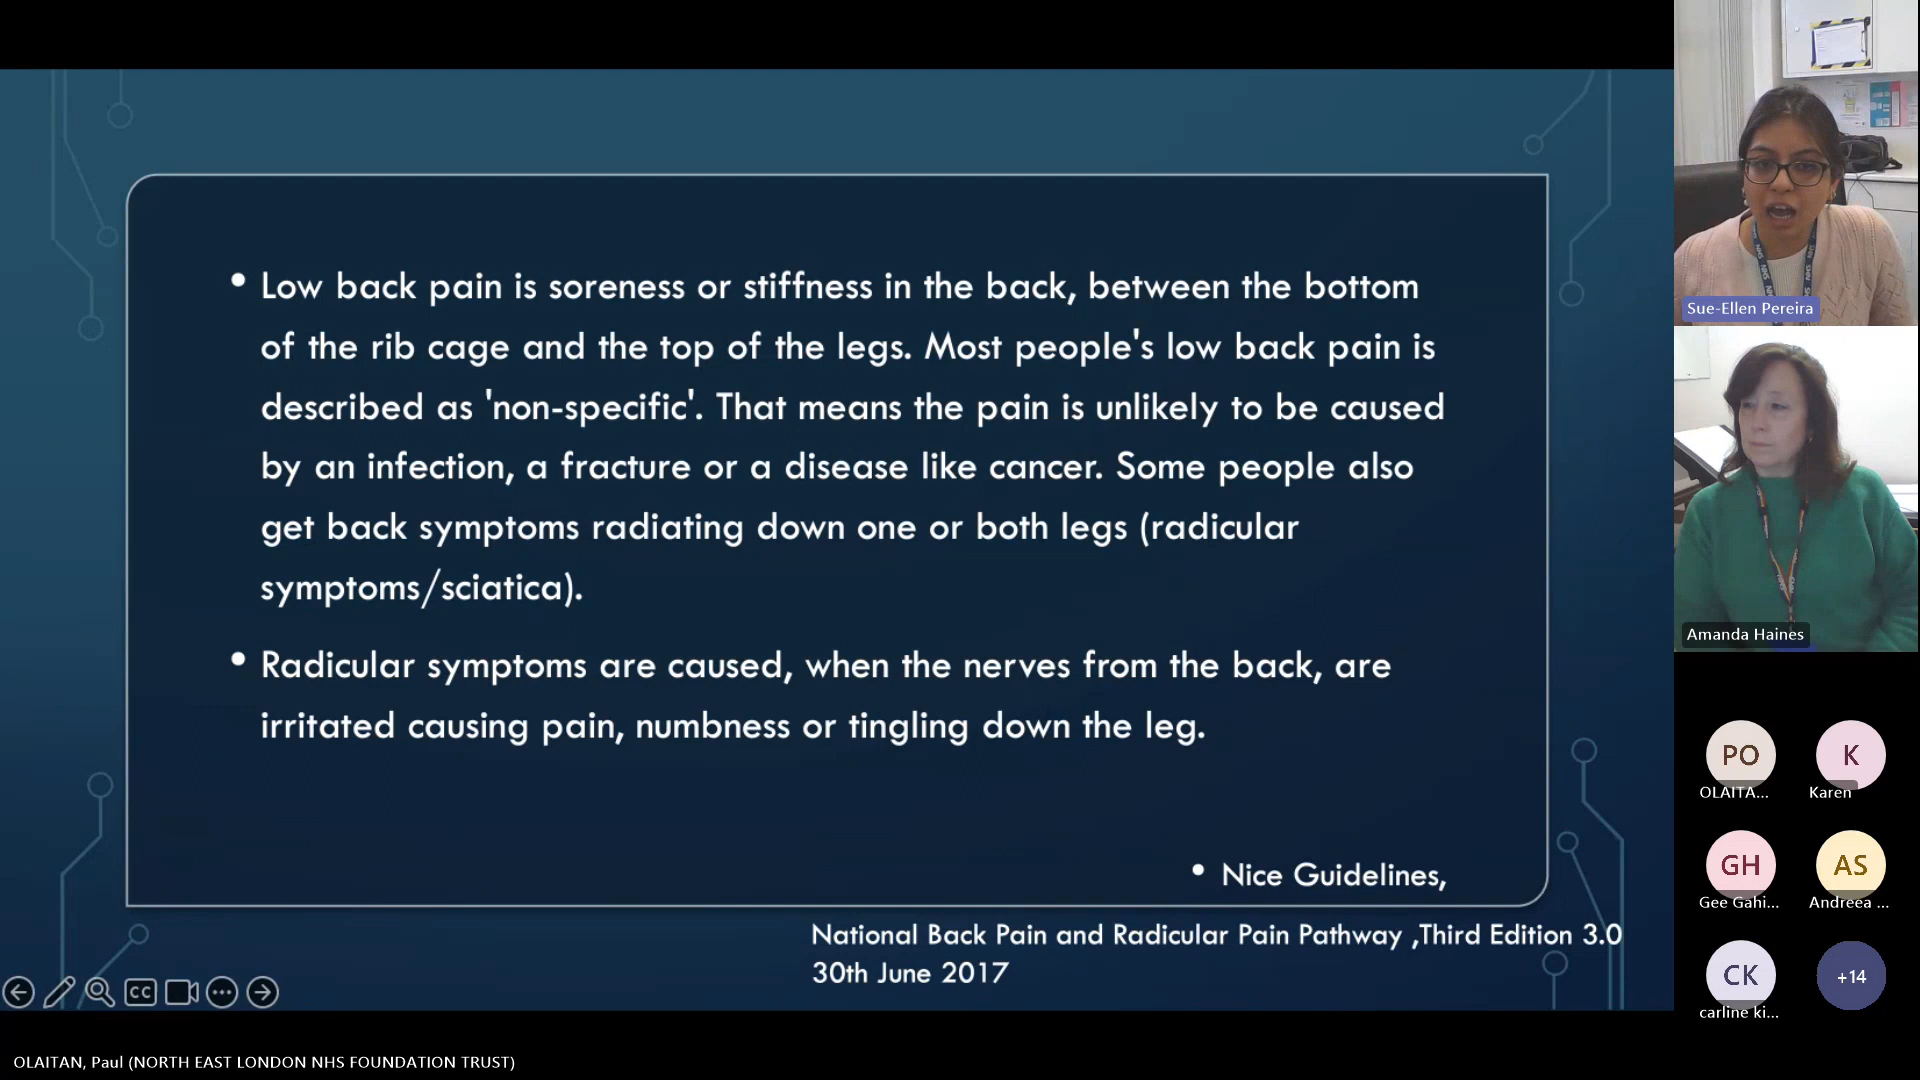 • Low back pain is soreness or stiffness in the back, between the bottom
of the rib cage and the top of the legs. Most people's low back pain is
described as 'non-specific'. That means the pain is unlikely to be caused
by an infection, a fracture or a disease like cancer. Some people also
get back symptoms radiating down one or both legs (radicular
symptoms/sciatica).
• Radicular symptoms are caused, when the nerves from the back, are
irritated causing pain, numbness or tingling down the leg.
• Nice Guidelines,
National Back Pain and Radicular Pain Pathway ,Third Edition 3.0
30th June 2017
CC
OLAITAN, Paul (NORTH EAST LONDON NHS FOUNDATION TRUST)
Sue-Ellen Pereira
Amanda Haines
PO
OLAITA...
K
Karen
GH
Gee Gahi...
AS
Andreea ...
CK
carline ki...
+14